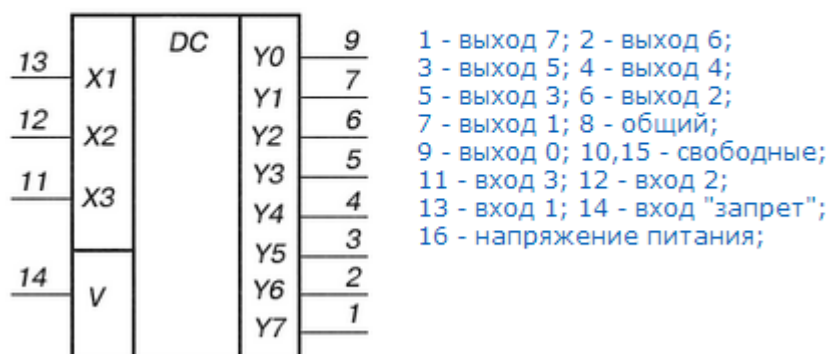 DC
13 X1
12 X2
11 X3
14 V
Y0 9
Y1 7
Y2 6
Y3 5
Y4 4
Y5 3
Y6 2
Y7 1
1 - выход 7; 2 - выход 6;
3 - выход 5; 4 - выход 4;
5 - выход 3; 6 - выход 2;
7 - выход 1; 8 - общий;
9 - выход 0; 10,15 - свободные;
11 - вход 3; 12 - вход 2;
13 - вход 1; 14 - вход "запрет";
16 - напряжение питания;